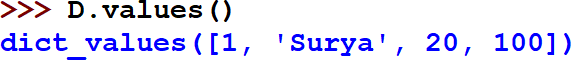 >>> D.values()
dict_values([1, 'Surya', 20, 100])